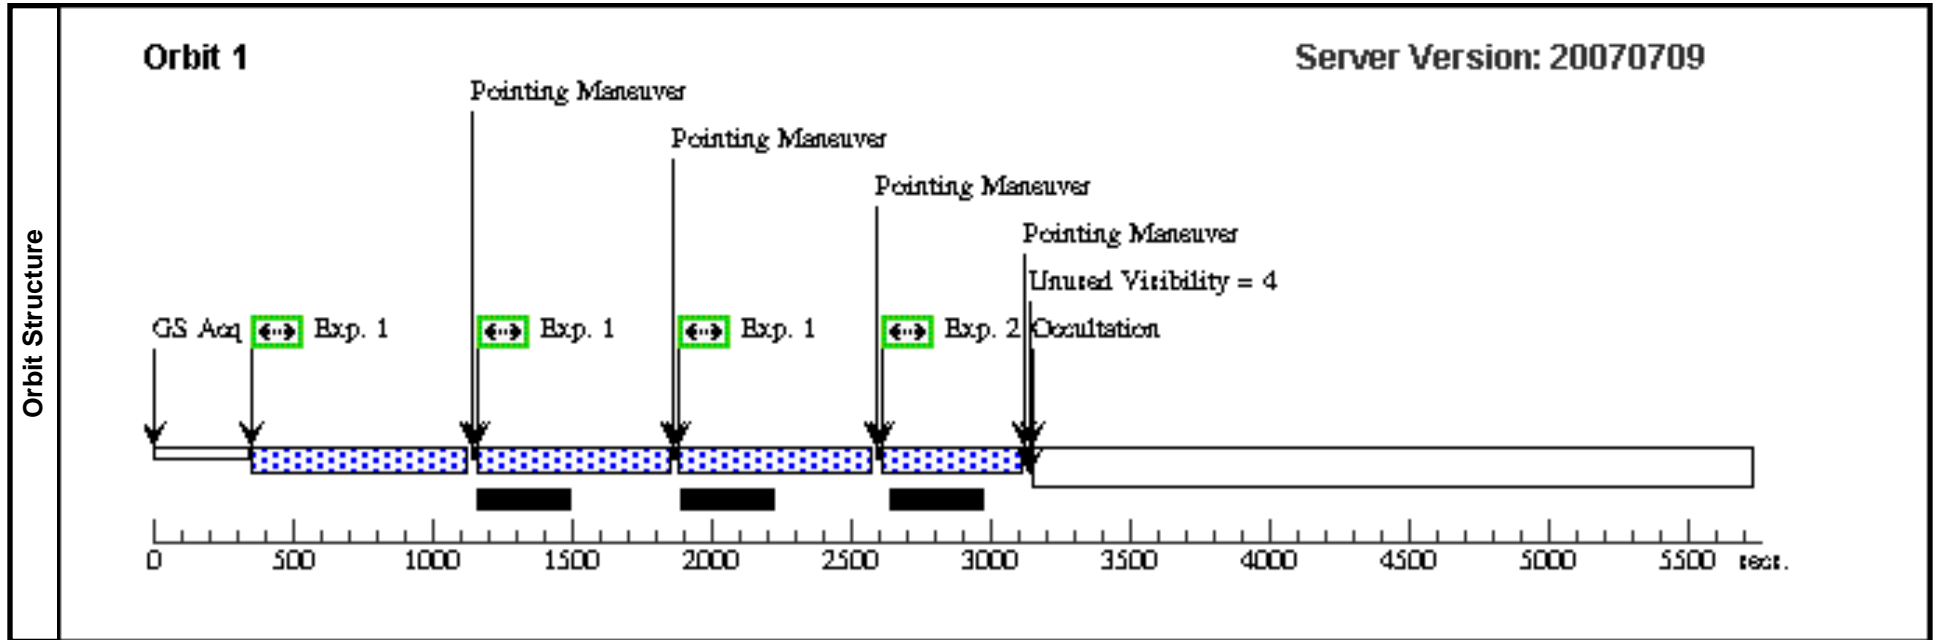 Orbit Structure
Orbit 1
Server Version: 20070709
Pointing Maneuver
Pointing Maneuver
Pointing Maneuver
Pointing Maneuver
Unused Visibility = 4
GS Acq Exp. 1 Exp. 1 Exp. 1 Exp. 2 Occultation
0 500 1000 1500 2000 2500 3000 3500 4000 4500 5000 5500 secs.